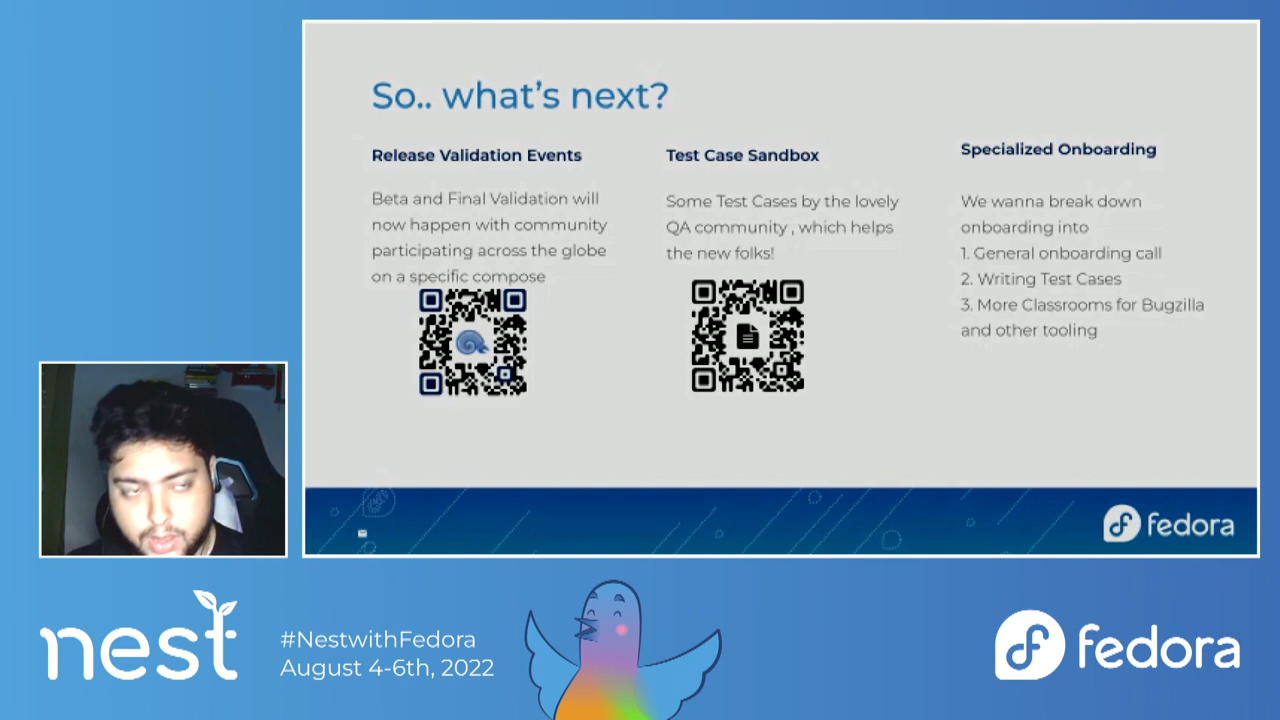 So.. what's next?
Release Validation Events
Beta and Final Validation will
now happen with community
participating across the globe
on a specific compose
Test Case Sandbox
Some Test Cases by the lovely
QA community , which helps
the new folks!
Specialized Onboarding
We wanna break down
onboarding into
1. General onboarding call
2. Writing Test Cases
3. More Classrooms for Bugzilla
and other tooling
fedora
nest
#NestwithFedora
August 4-6th, 2022
fedora